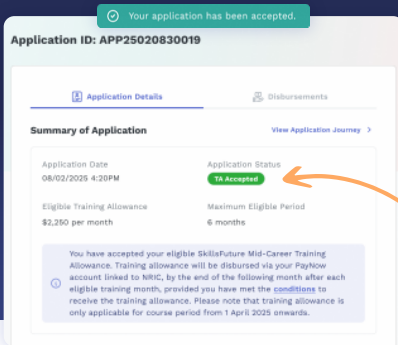 Your application has been accepted.
Application ID: APP25020830019
Application Details
Disbursements
Summary of Application
View Application Journey >
Application Date
Application Status
08/02/2025 4:20PM
TA Accepted
Eligible Training Allowance
Maximum Eligible Period
$2,250 per month
6 months
You have accepted your eligible SkillsFuture Mid-Career Training
Allowance. Training allowance will be disbursed via your PayNow
account linked to NRIC, by the end of the following month after each
eligible training month, provided you have met the conditions to
receive the training allowance. Please note that training allowance is
only applicable for course period from 1 April 2025 onwards.